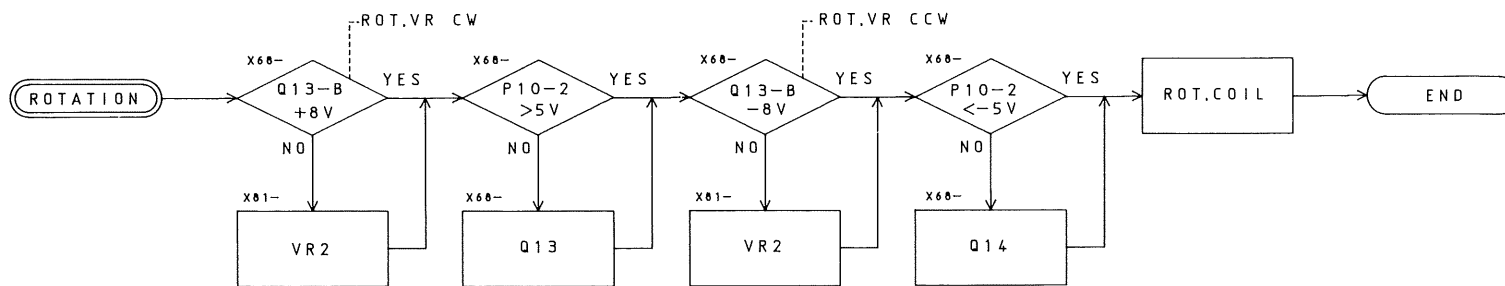 ROT.VR CW
ROT.VR CCW
X68-
X68-
X68-
X68-
ROTATION
Q13-B
+8V
YES
P10-2
>5V
YES
Q13-B
-8V
YES
P10-2
<-5V
YES
ROT.COIL
END
NO
NO
NO
NO
X81-
X68-
X81-
X68-
VR2
Q13
VR2
Q14